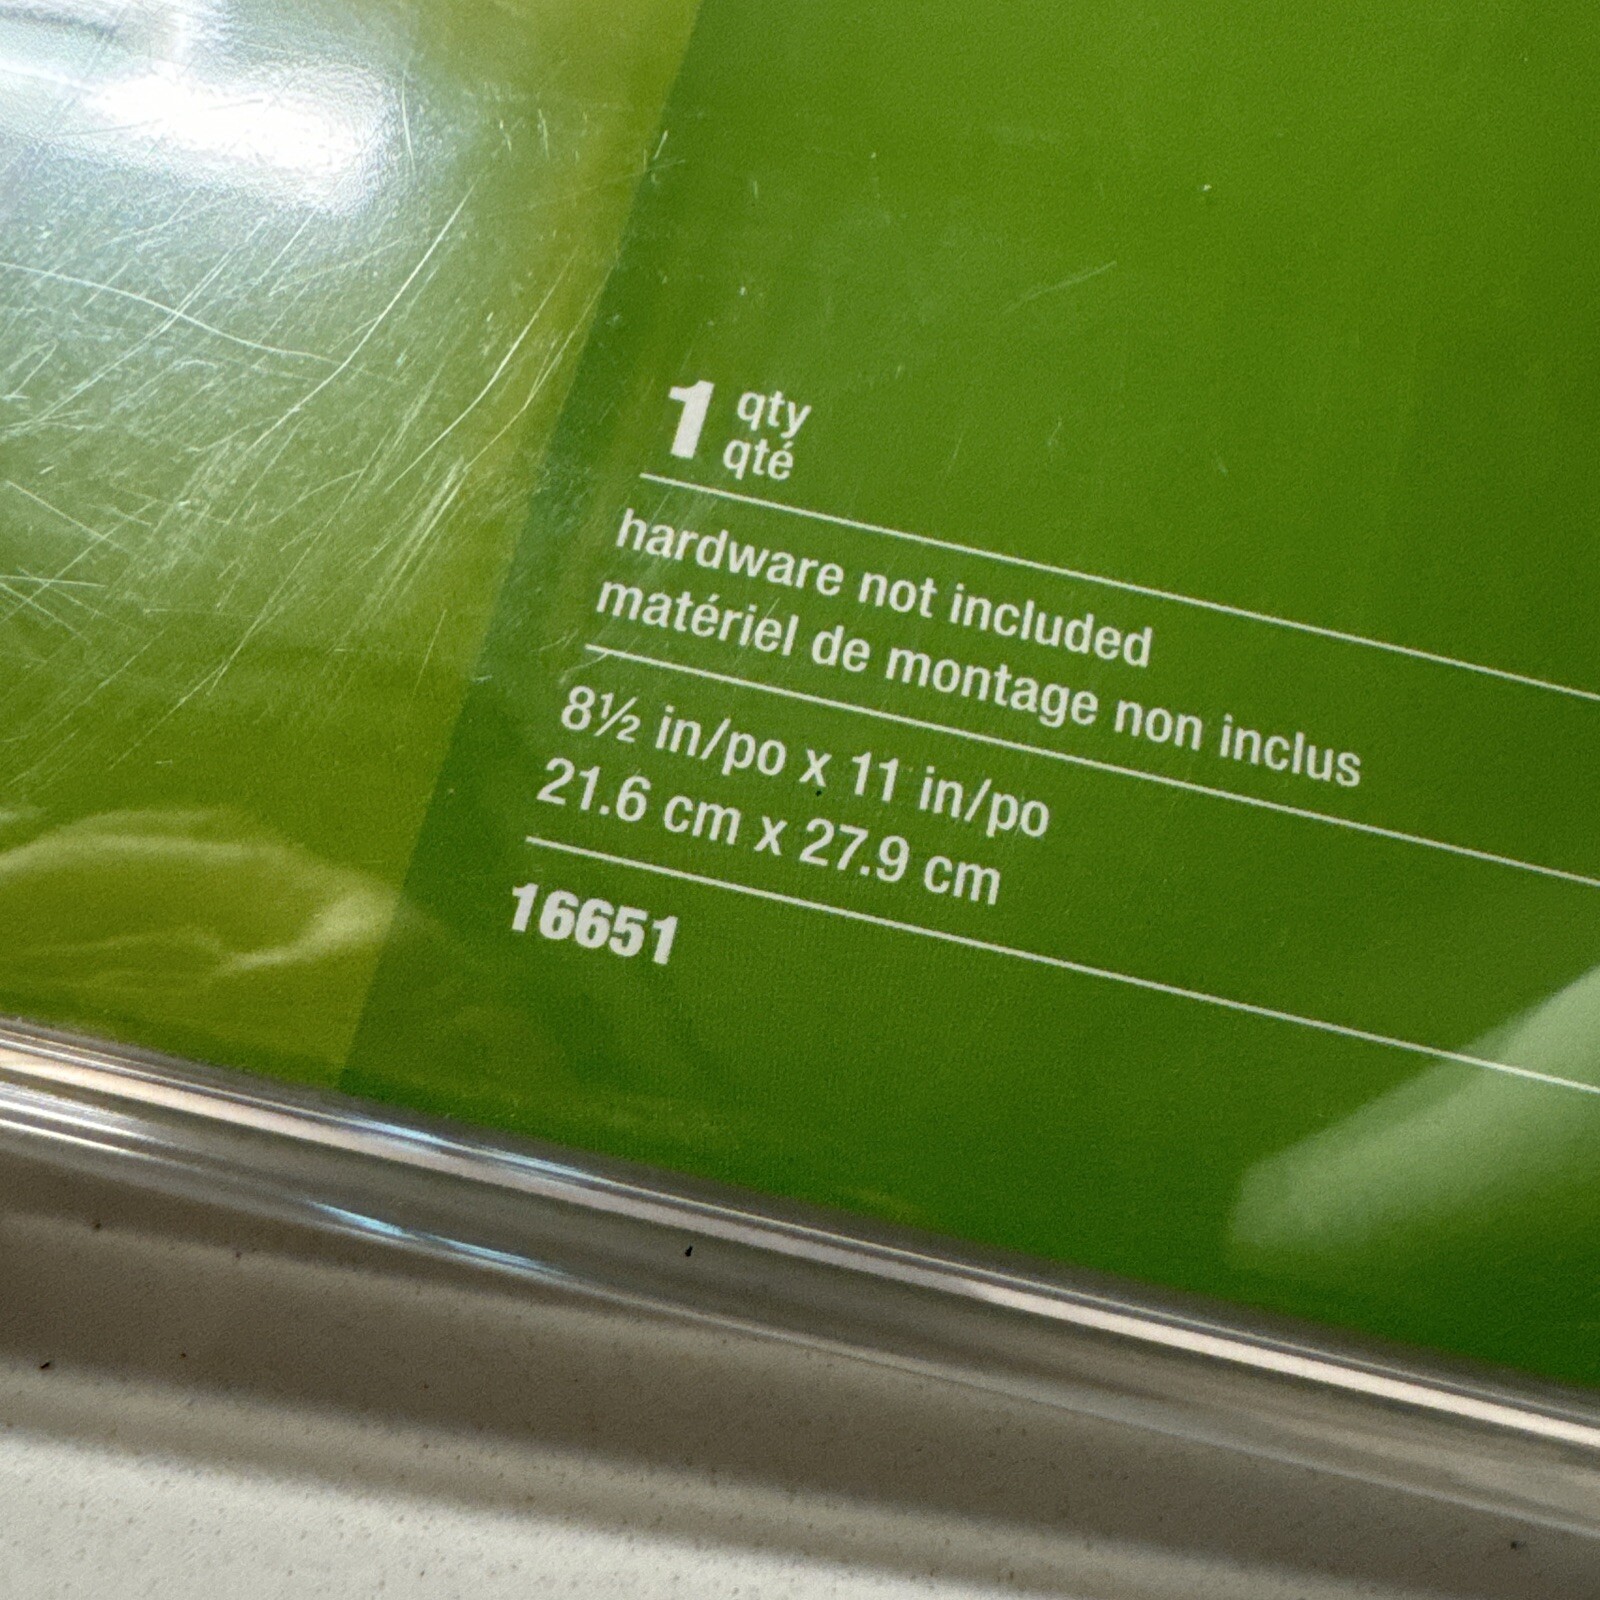 1 qty
qté
hardware not included
matériel de montage non inclus
8½ in/po x 11 in/po
21.6 cm x 27.9 cm
16651